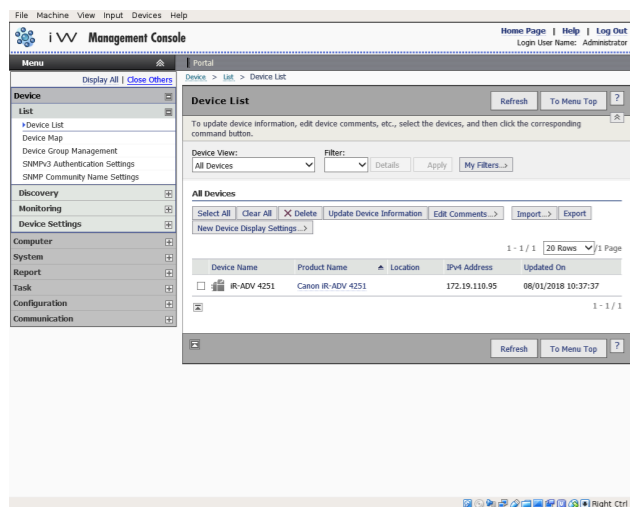 File Machine View Input Devices Help
iW Management Console
Home Page | Help | Log Out
Login User Name: Administrator
Menu
Portal
Display All | Close Others
Device > List > Device List
Device
List
Device List
Device Map
Device Group Management
SNMPv3 Authentication Settings
SNMP Community Name Settings
Discovery
Monitoring
Device Settings
Computer
System
Report
Task
Configuration
Communication
Device List
Refresh To Menu Top ?
To update device information, edit device comments, etc., select the devices, and then click the corresponding
command button.
Device View: Filter:
All Devices Details Apply My Filters...>
All Devices
Select All Clear All Delete Update Device Information Edit Comments...> Import...> Export
New Device Display Settings...>
1 - 1 / 1 20 Rows /1 Page
Device Name Product Name Location IPv4 Address Updated On
iR-ADV 4251 Canon iR-ADV 4251 172.19.110.95 08/01/2018 10:37:37
1 - 1 / 1
Refresh To Menu Top ?
Right Ctrl